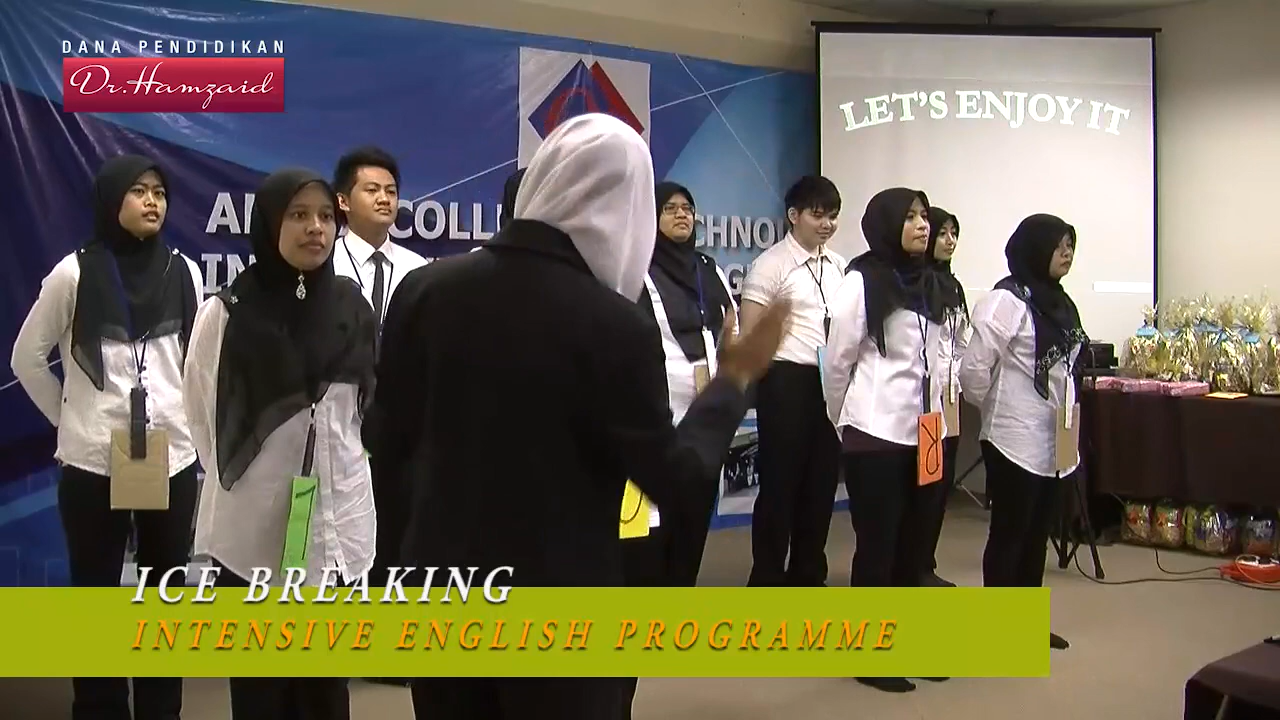 DANA PENDIDIKAN
Dr.Hamzaid
LET'S ENJOY IT
R
ICE BREAKING
INTENSIVE ENGLISH PROGRAMME